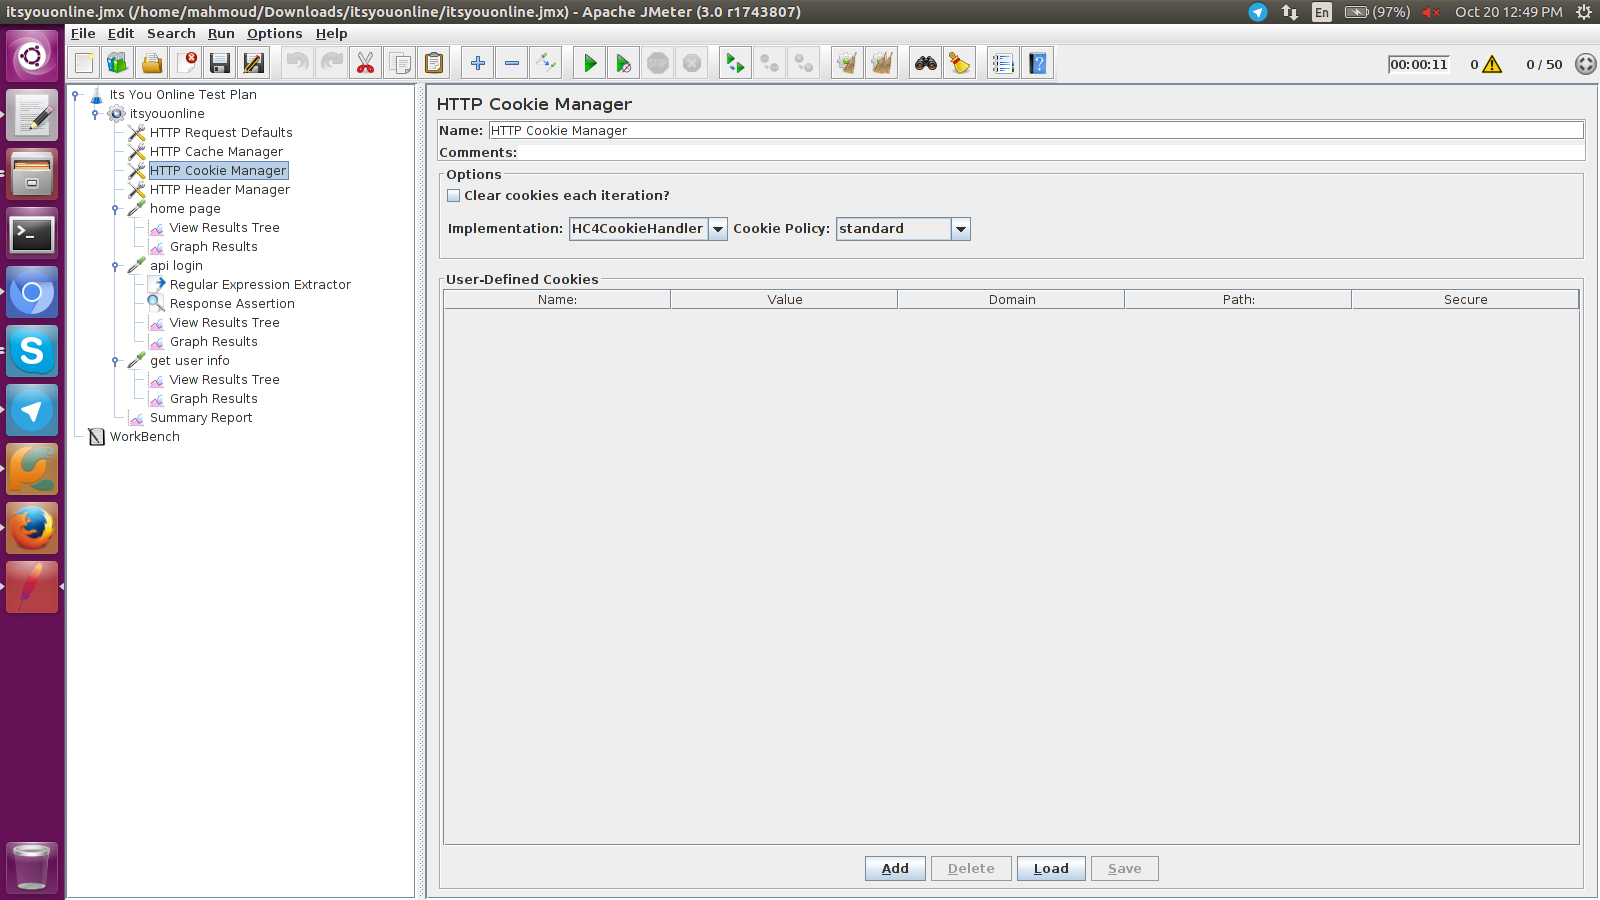 itsyouonline.jmx (/home/mahmoud/Downloads/itsyouonline/itsyouonline.jmx) - Apache JMeter (3.0 r1743807)
En (97%) Oct 20 12:49 PM
File Edit Search Run Options Help
STOP 00:00:11 0 0 / 50
Its You Online Test Plan
itsyouonline
HTTP Request Defaults
HTTP Cache Manager
HTTP Cookie Manager
HTTP Header Manager
home page
View Results Tree
Graph Results
api login
Regular Expression Extractor
Response Assertion
View Results Tree
Graph Results
get user info
View Results Tree
Graph Results
Summary Report
WorkBench
HTTP Cookie Manager
Name: HTTP Cookie Manager
Comments:
Options
Clear cookies each iteration?
Implementation: HC4CookieHandler Cookie Policy: standard
User-Defined Cookies
Name: Value Domain Path: Secure
Add Delete Load Save